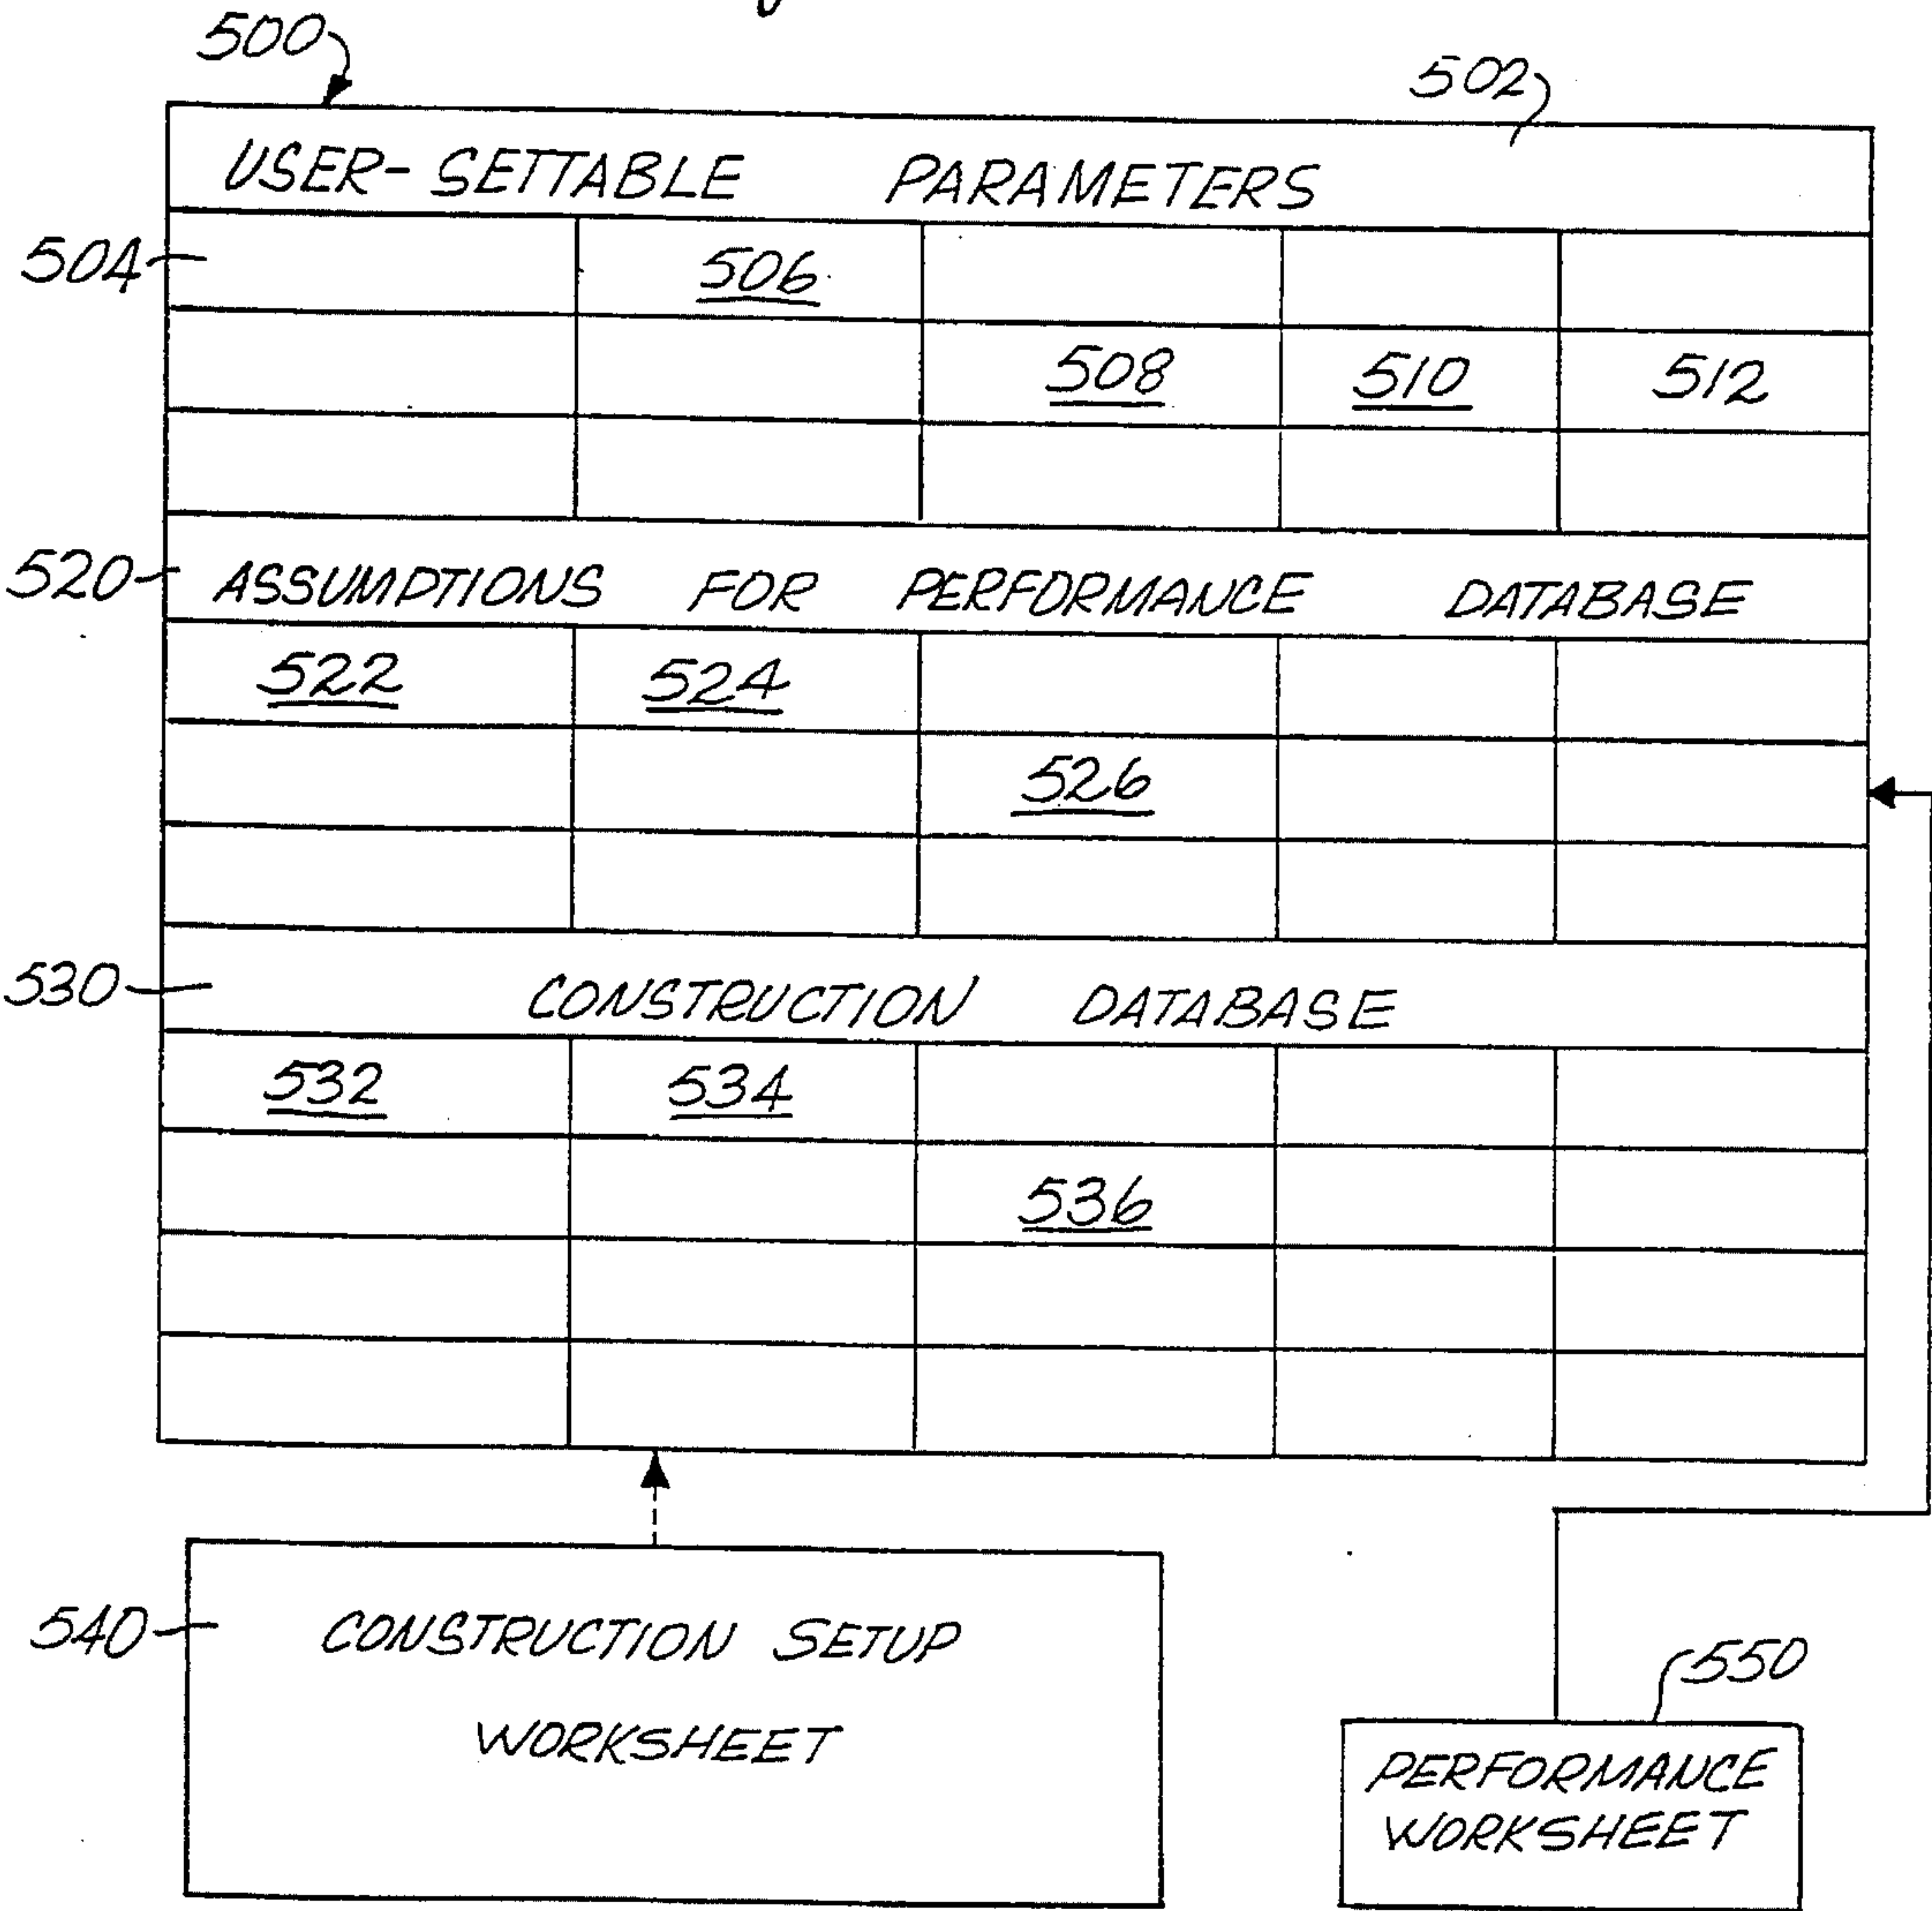 500
502
USER-SETTABLE PARAMETERS
504
506
508 510 512
520
ASSUMPTIONS FOR PERFORMANCE DATABASE
522 524
526
530
CONSTRUCTION DATABASE
532 534
536
540
CONSTRUCTION SETUP
WORKSHEET
550
PERFORMANCE
WORKSHEET